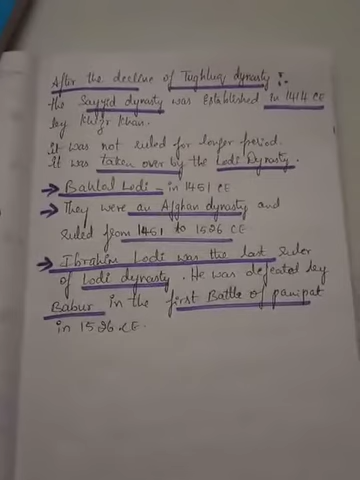 After the decline of Tughluq dynasty :.
the Sayyid dynasty was established in 1414 CE
by Khizr Khan.
it was not ruled for longer period.
it was taken over by the Lodi Dynasty.
→ Bahlal Lodi - in 1451 CE
→ They were an Afghan dynasty and
ruled from 1451 to 1526 CE
→ Ibrahim Lodi was the last ruler
of Lodi dynasty. He was defeated by
Babur in the first Battle of panipat
in 1526 CE.